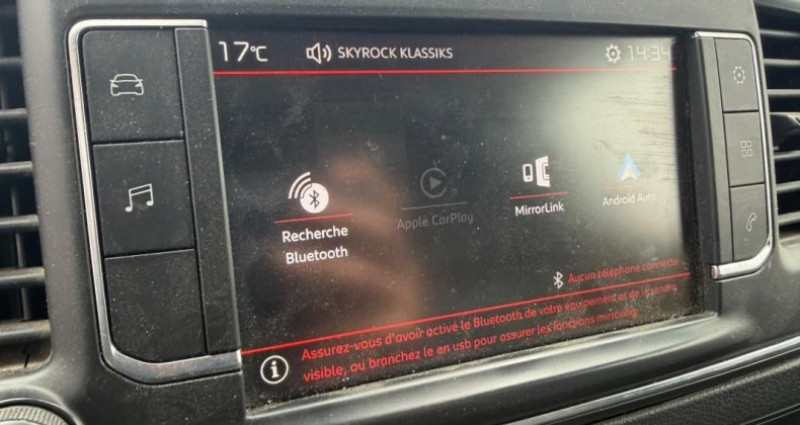 17°C SKYROCK KLASSIKS 14:34
Recherche
Bluetooth
Apple CarPlay
MirrorLink
Android Auto
Aucun téléphone connecté
Assurez-vous d'avoir activé le Bluetooth de votre équipement et de le rendre
visible, ou branchez le en usb pour assurer les fonctions mirroring.